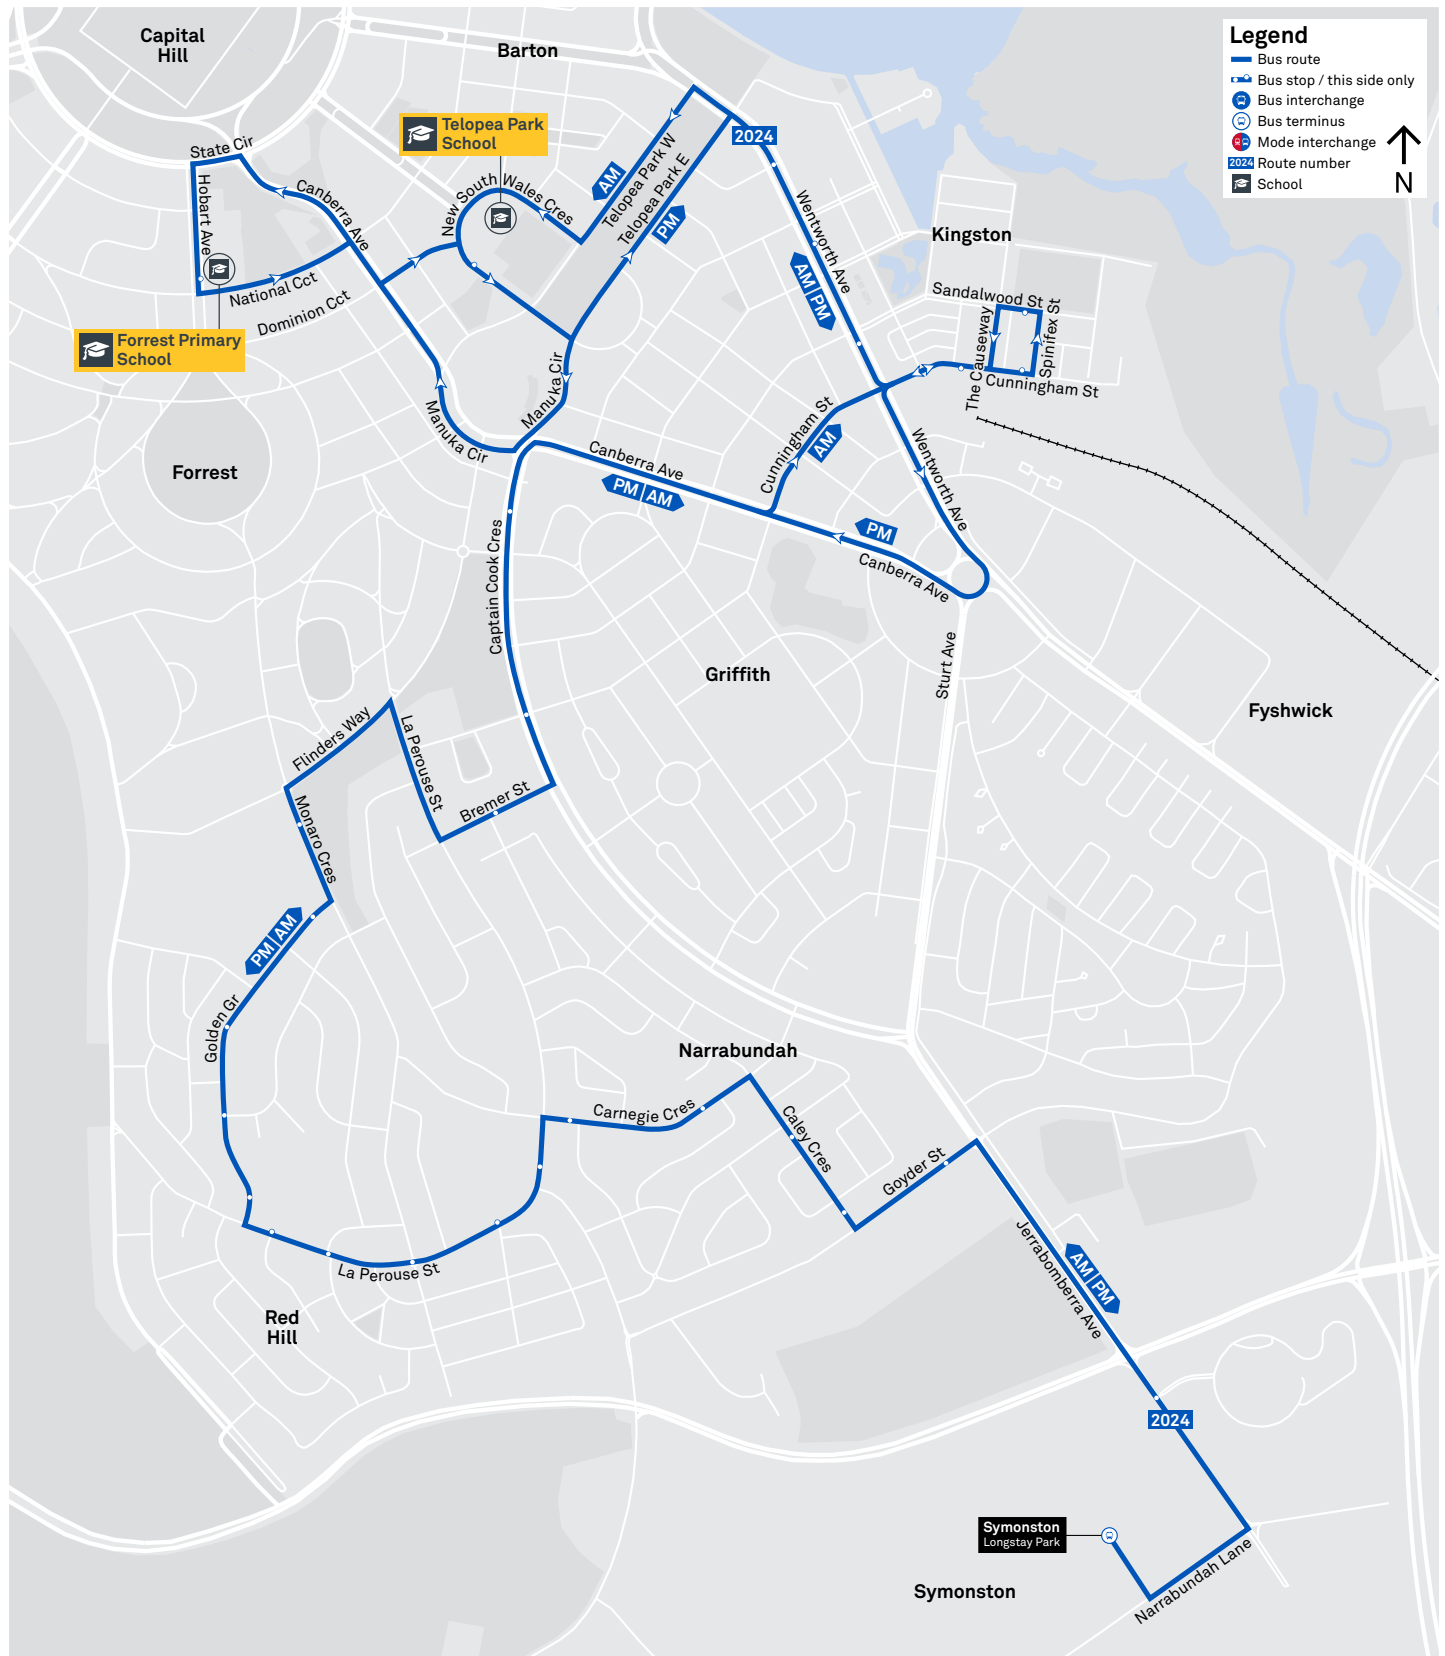 Capital
Hill
Barton
Legend
Bus route
Bus stop / this side only
Bus interchange
Bus terminus
Mode interchange
2024 Route number
School
N
Telopea Park
School
2024
State Cir
Hobart Ave
Canberra Ave
New South Wales Cres
AM
Telopea Park W
Telopea Park E
PM
Wentworth Ave
AM PM
Kingston
National Cct
Dominion Cct
Forrest Primary
School
Sandalwood St
The Causeway
Spinifex St
Cunningham St
Manuka Cir
Manuka Cir
Cunningham St
AM
Forrest
Canberra Ave
PM AM
Wentworth Ave
PM
Canberra Ave
Captain Cook Cres
Sturt Ave
Griffith
Fyshwick
Flinders Way
La Perouse St
Bremer St
Monaro Cres
PM AM
Golden Gr
Narrabundah
Carnegie Cres
Caley Cres
Goyder St
Jerrabomberra Ave
AM PM
La Perouse St
Red
Hill
2024
Symonston
Longstay Park
Narrabundah Lane
Symonston